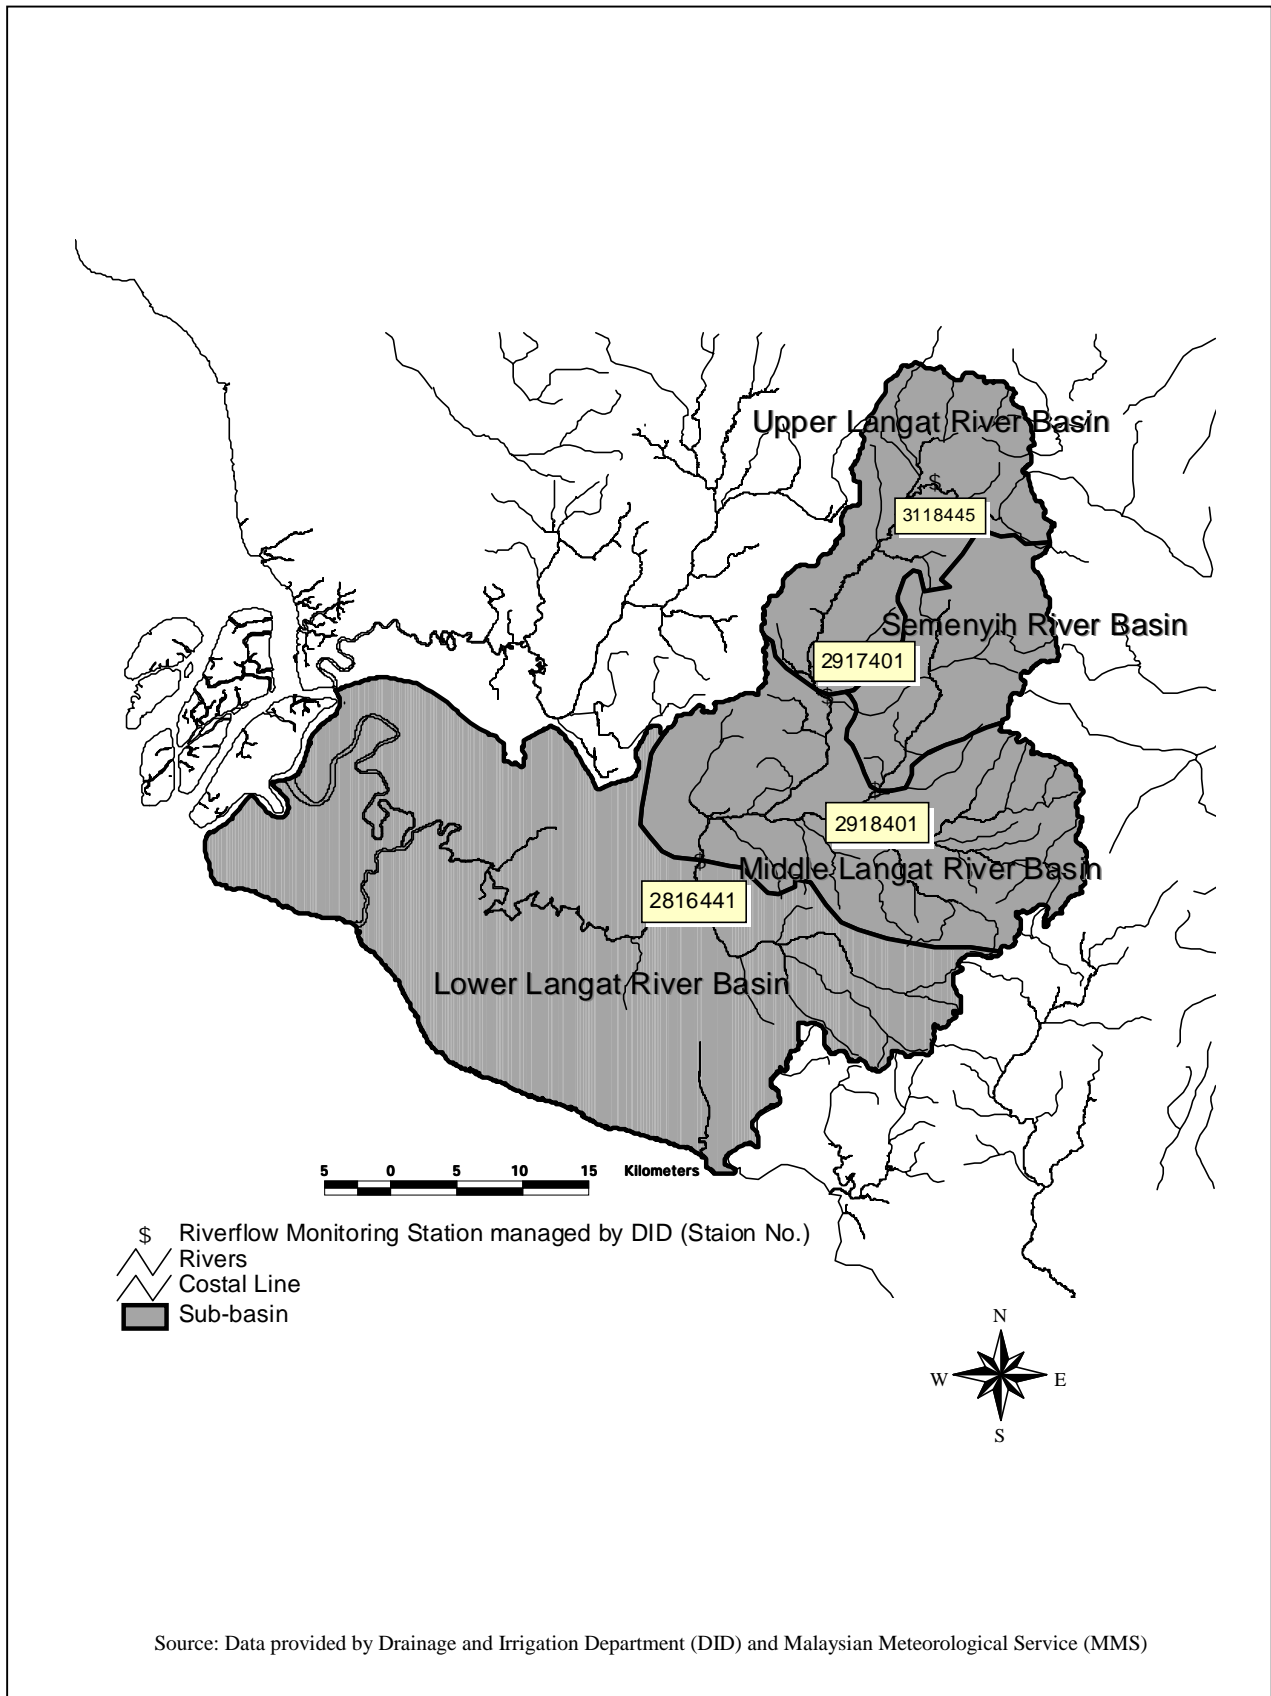 Upper Langat River Basin
$
3118445
Semenyih River Basin
2917401
$
$
2918401
$
Middle Langat River Basin
2816441
Lower Langat River Basin
5 0 5 10 15 Kilometers
$ Riverflow Monitoring Station managed by DID (Staion No.)
Rivers
Costal Line
Sub-basin
N
W E
S
Source: Data provided by Drainage and Irrigation Department (DID) and Malaysian Meteorological Service (MMS)